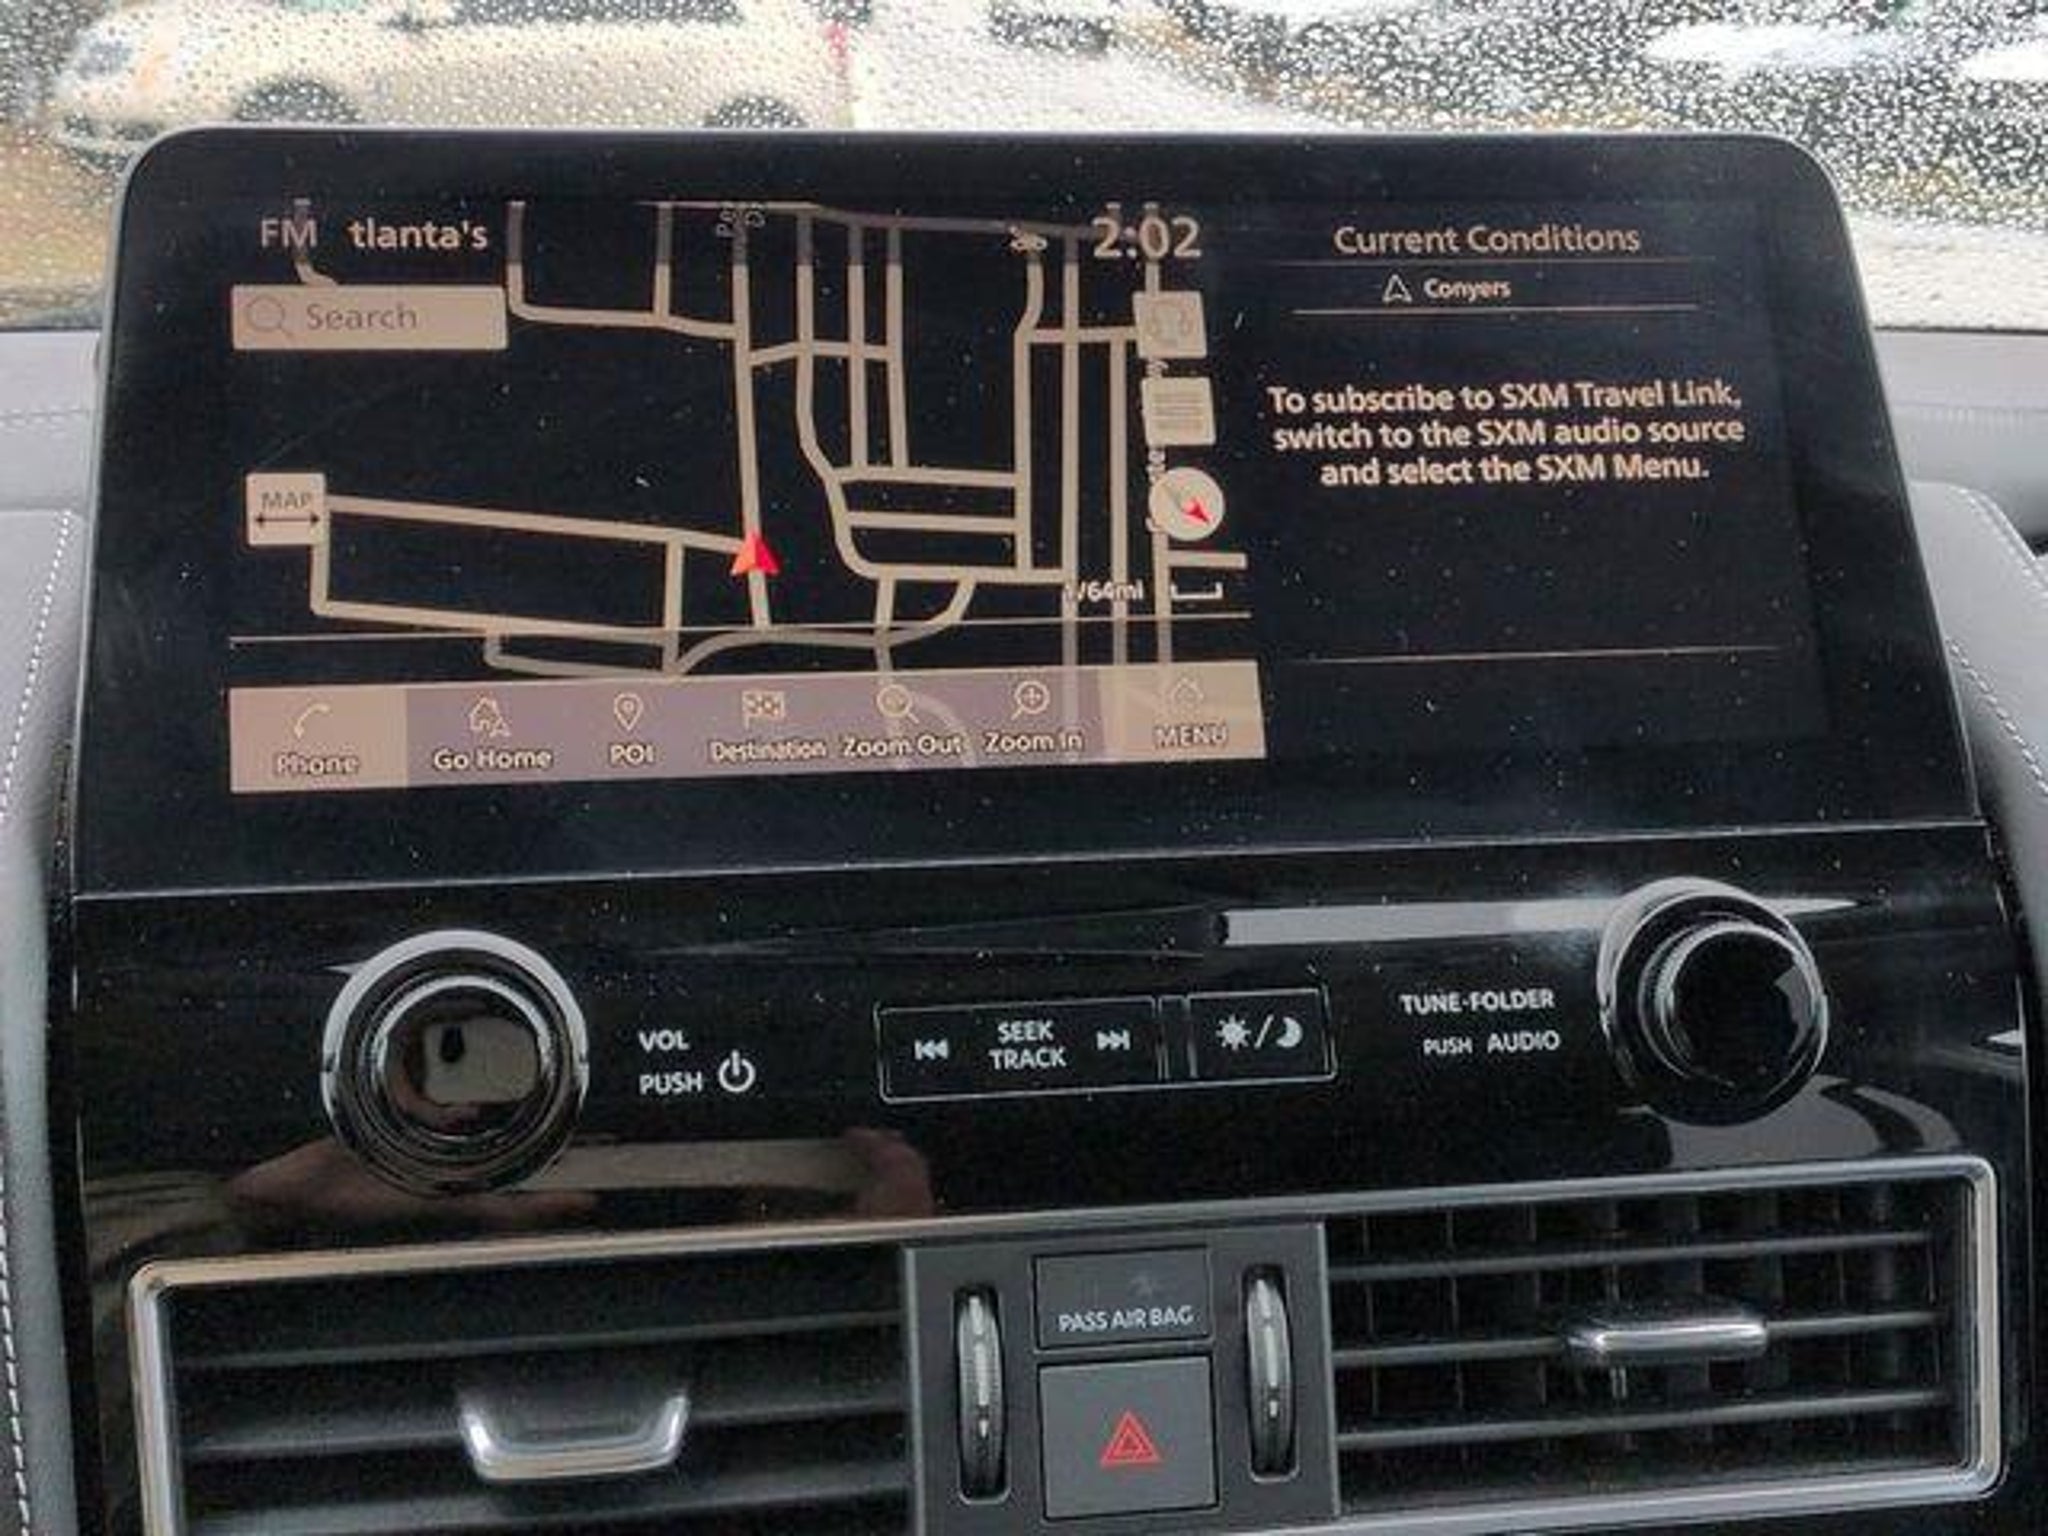 FM tlanta's
2:02
Current Conditions
Conyers
Search
To subscribe to SXM Travel Link,
switch to the SXM audio source
and select the SXM Menu.
MAP
1/64mi
Phone
Go Home
POI
Destination
Zoom Out
Zoom In
MENU
VOL
PUSH
SEEK
TRACK
TUNE·FOLDER
PUSH AUDIO
PASS AIR BAG